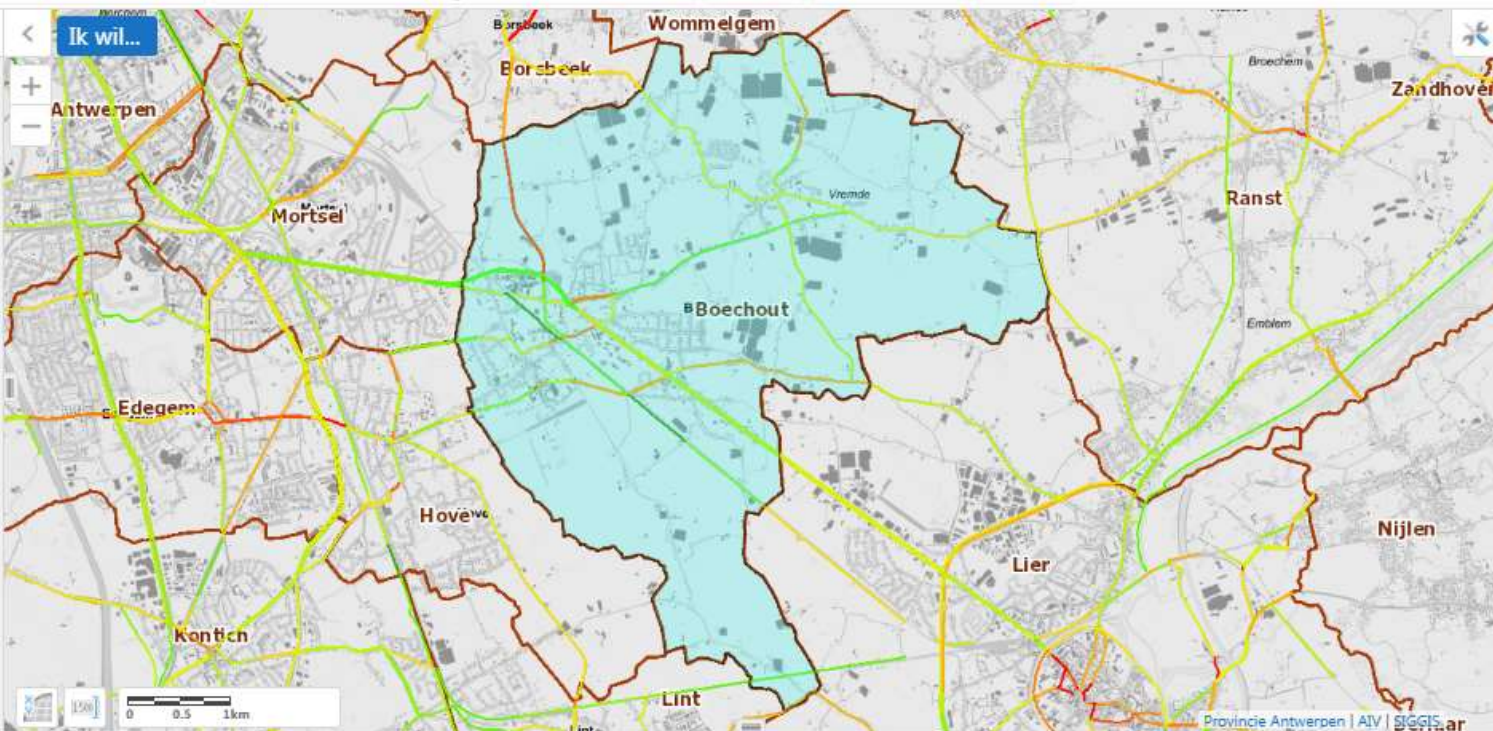 Borsbeek
Wommelgem
Ik wil...
Broechem
Borsbeek
Antwerpen
Zandhoven
Vremde
Ranst
Mortsel
Boechout
Emblem
Edegem
Hove
Nijlen
Lier
Kontich
Lint
0 0.5 1km
Provincie Antwerpen | AIV | SIGGIS